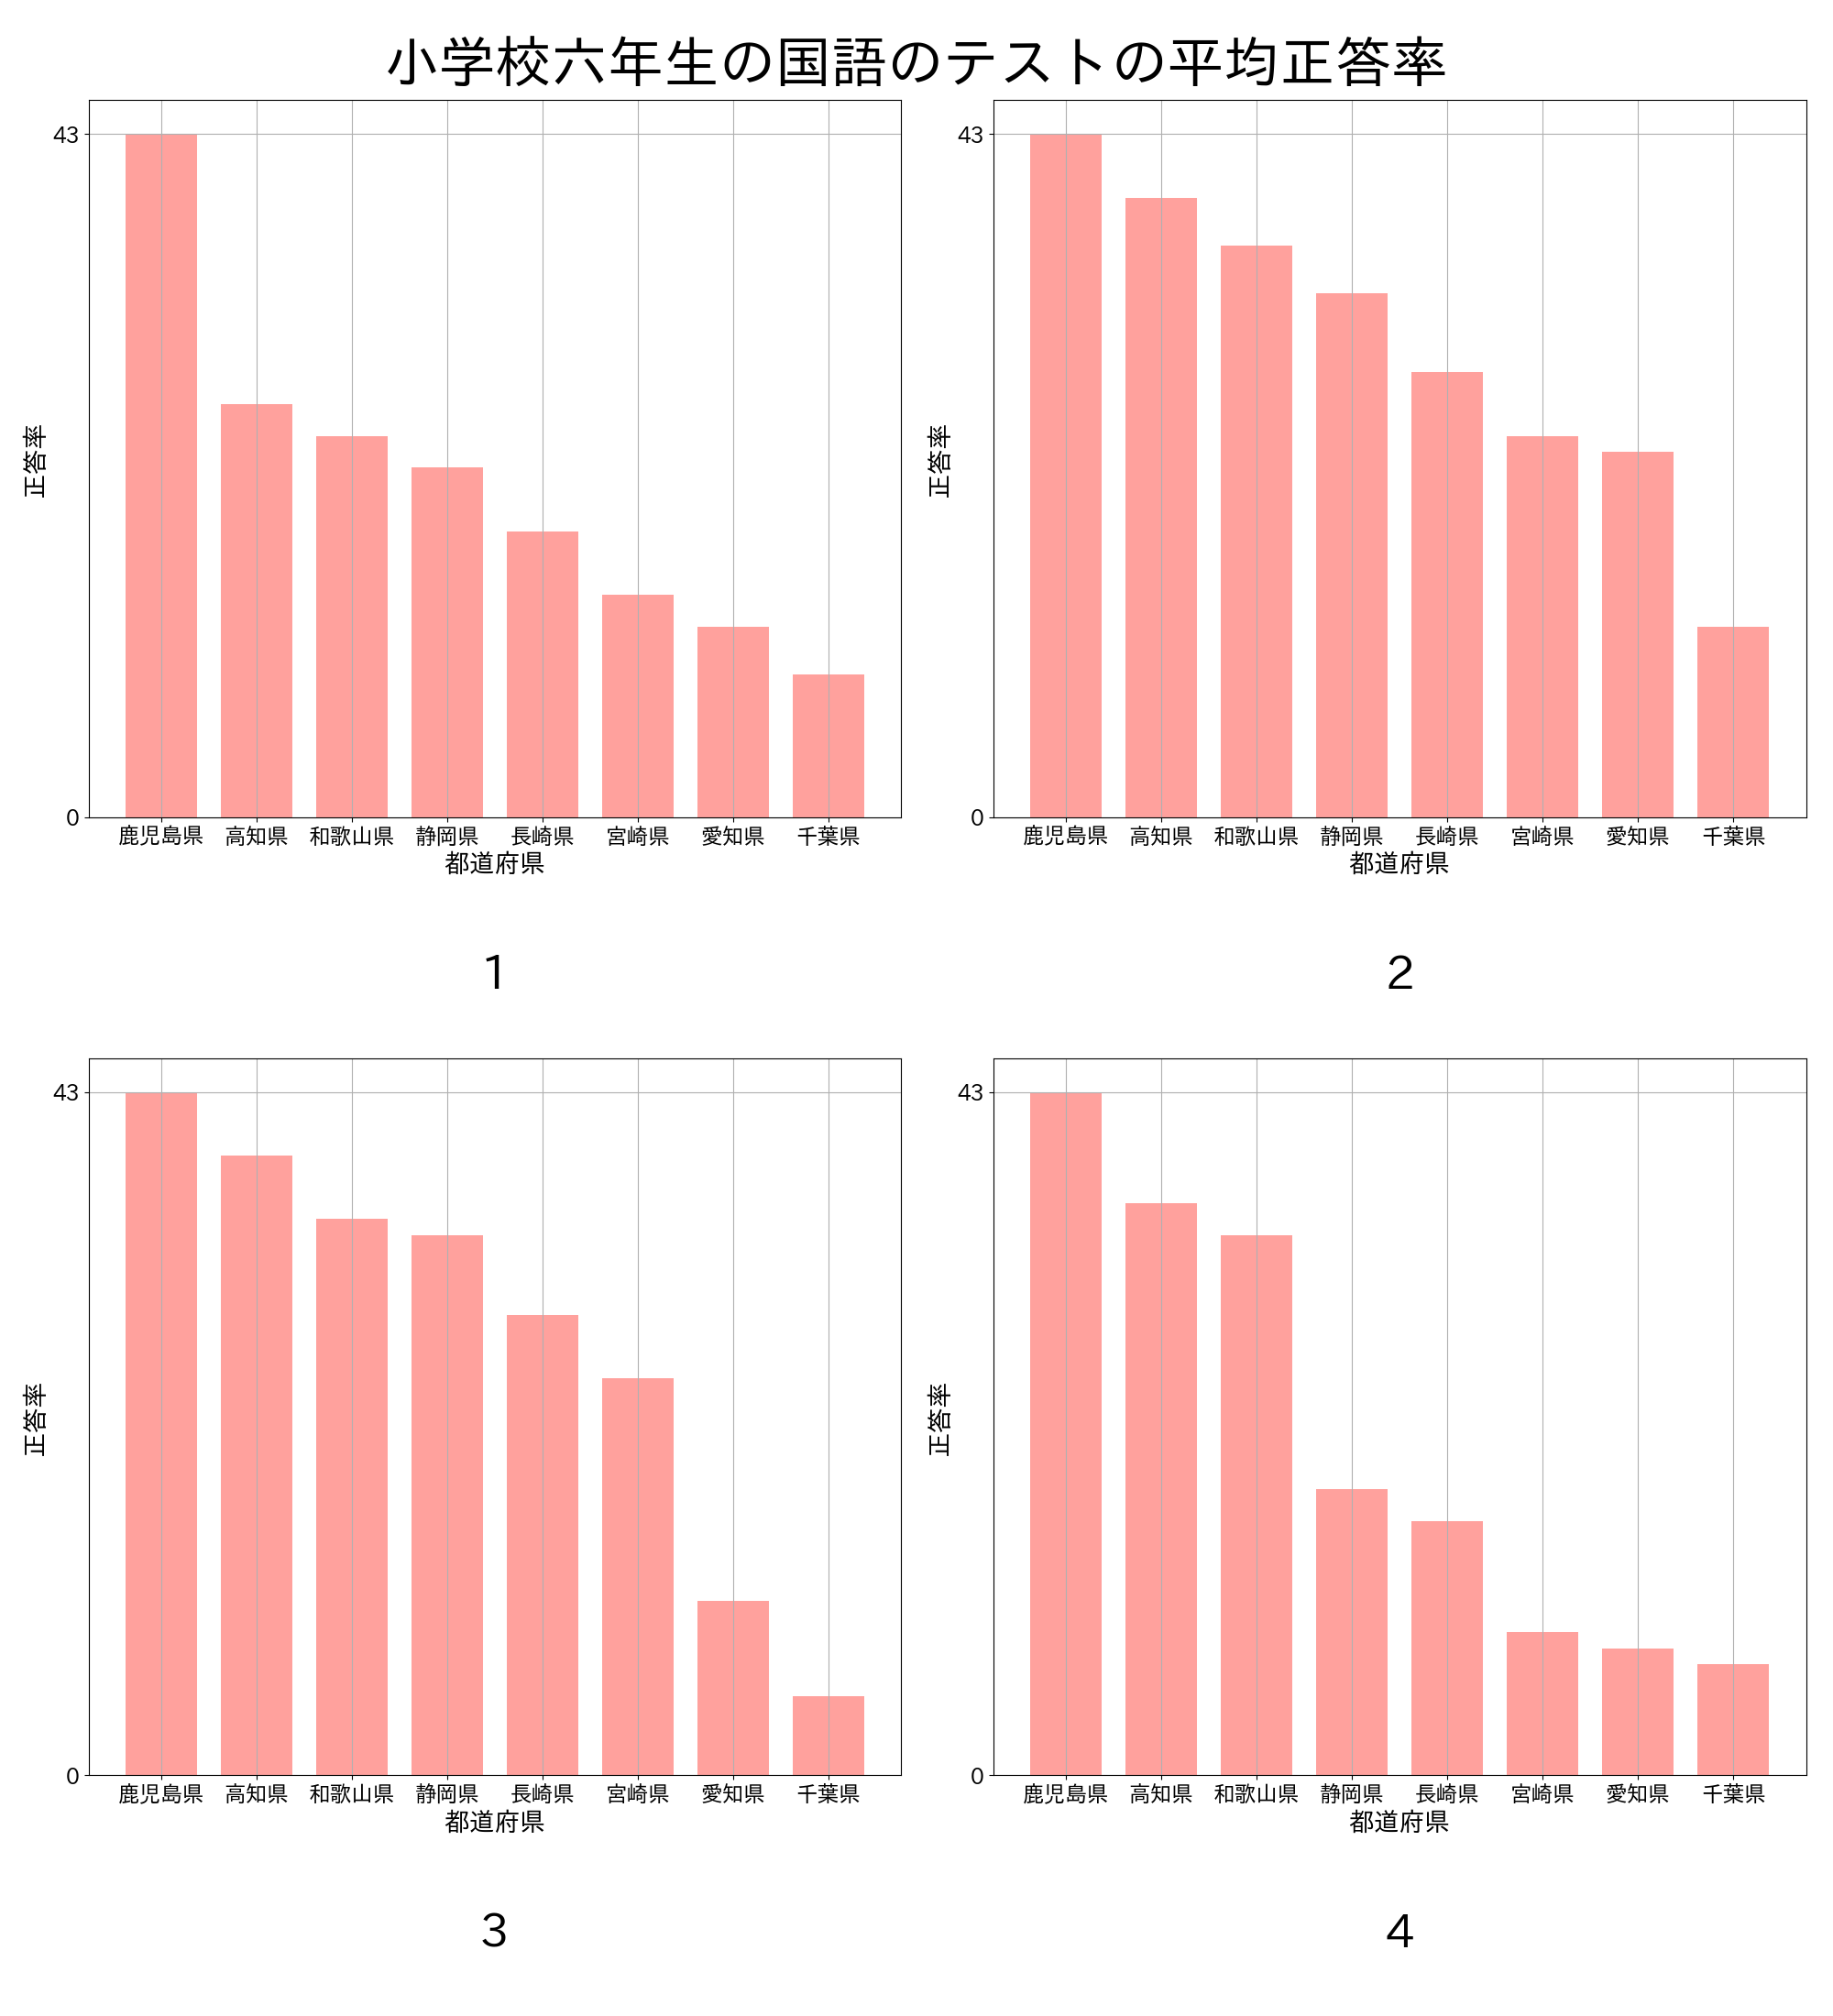 小学校六年生の国語のテストの平均正答率
43
0
正答率
鹿児島県 高知県 和歌山県 静岡県 長崎県 宮崎県 愛知県 千葉県
都道府県
1
43
0
正答率
鹿児島県 高知県 和歌山県 静岡県 長崎県 宮崎県 愛知県 千葉県
都道府県
2
43
0
正答率
鹿児島県 高知県 和歌山県 静岡県 長崎県 宮崎県 愛知県 千葉県
都道府県
3
43
0
正答率
鹿児島県 高知県 和歌山県 静岡県 長崎県 宮崎県 愛知県 千葉県
都道府県
4